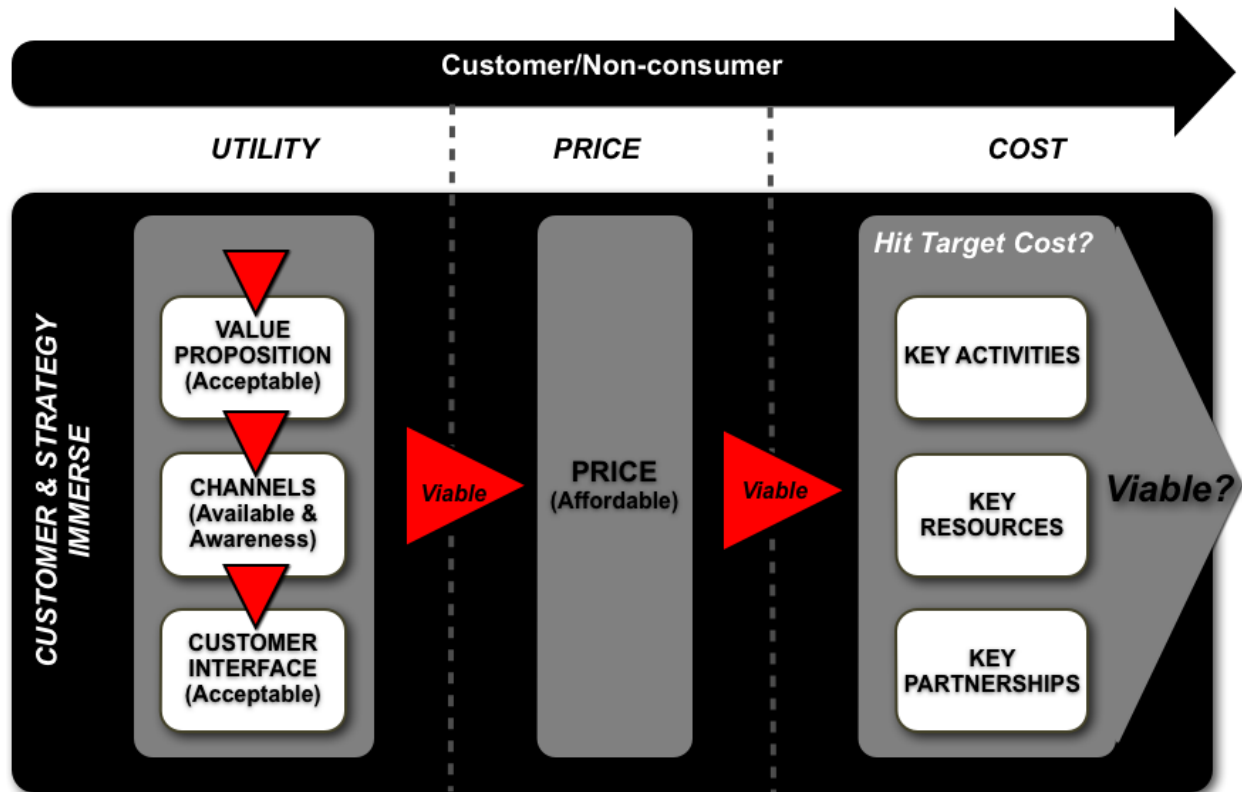 Customer/Non-consumer
UTILITY
PRICE
COST
CUSTOMER & STRATEGY
IMMERSE
VALUE
PROPOSITION
(Acceptable)
CHANNELS
(Available &
Awareness)
CUSTOMER
INTERFACE
(Acceptable)
Viable
PRICE
(Affordable)
Viable
Hit Target Cost?
KEY ACTIVITIES
KEY
RESOURCES
KEY
PARTNERSHIPS
Viable?